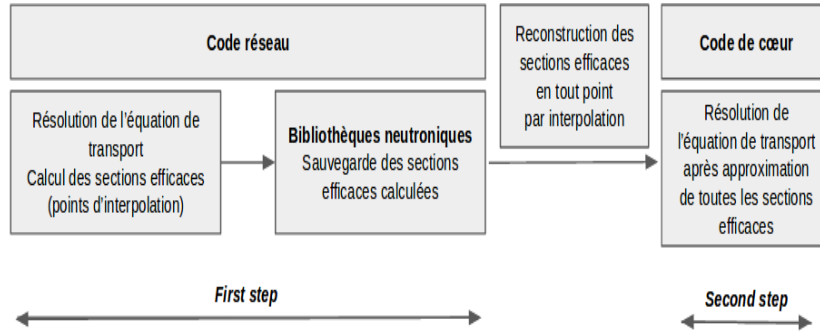 Code réseau
Reconstruction des
sections efficaces
en tout point
par interpolation
Code de cœur
Résolution de l'équation de
transport
Calcul des sections efficaces
(points d'interpolation)
Bibliothèques neutroniques
Sauvegarde des sections
efficaces calculées
Résolution de
l'équation de transport
après approximation
de toutes les sections
efficaces
First step
Second step